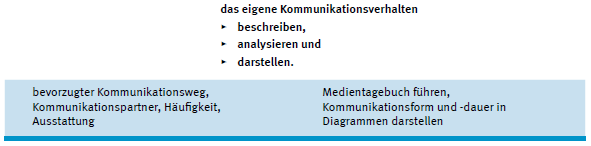 das eigene Kommunikationsverhalten
► beschreiben,
► analysieren und
► darstellen.
bevorzugter Kommunikationsweg,
Kommunikationspartner, Häufigkeit,
Ausstattung
Medientagebuch führen,
Kommunikationsform und -dauer in
Diagrammen darstellen